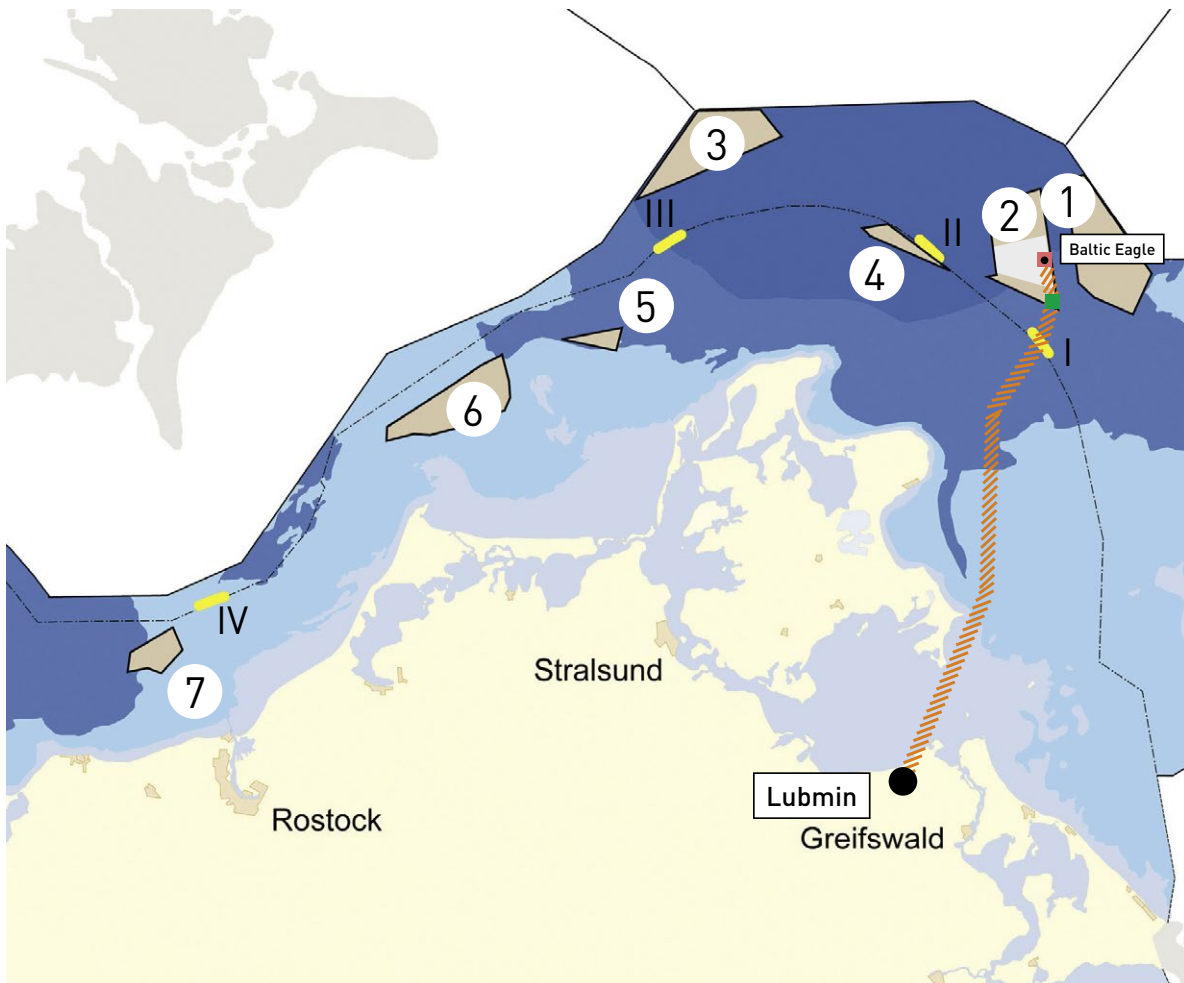 3
1
2
III
II
Baltic Eagle
4
5
I
6
IV
Stralsund
7
Lubmin
Rostock
Greifswald